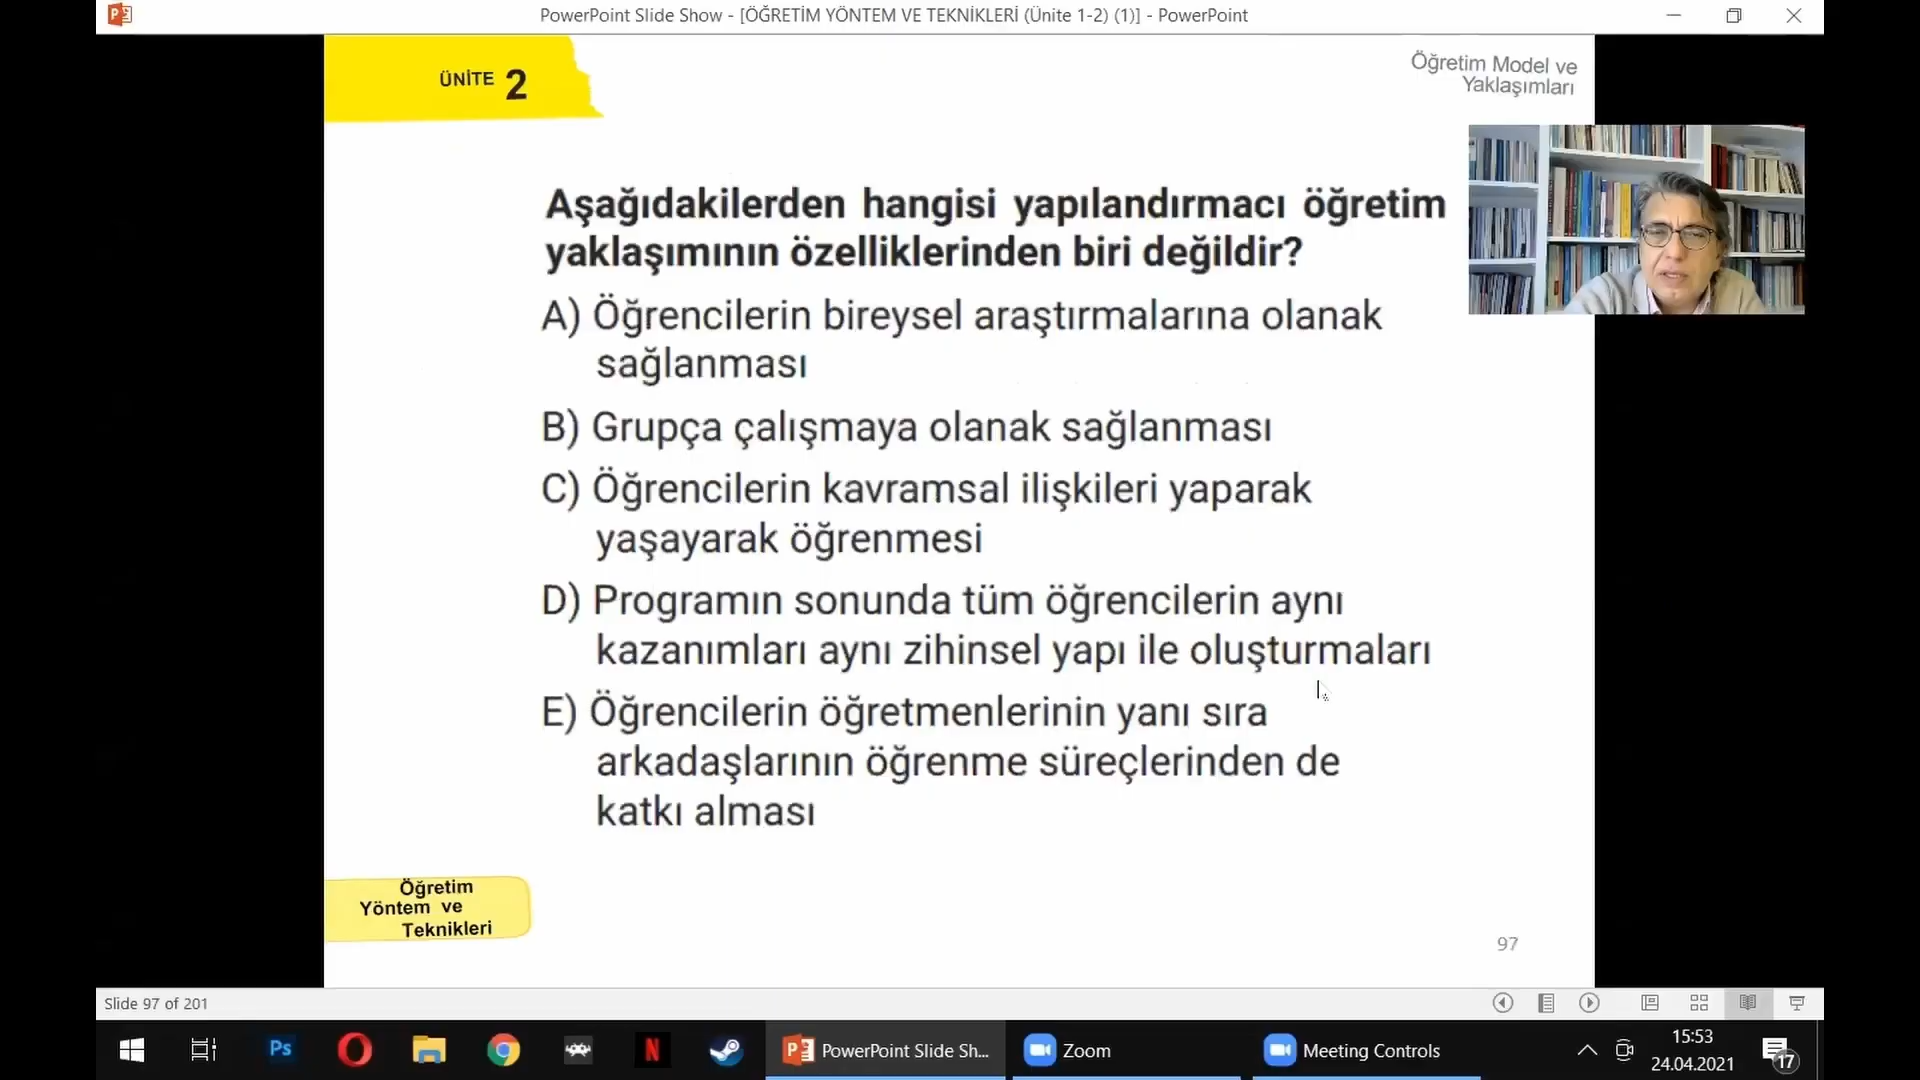 PowerPoint Slide Show - [ÖĞRETİM YÖNTEM VE TEKNİKLERİ (Ünite 1-2) (1)] - PowerPoint
ÜNİTE 2
Öğretim Model ve
Yaklaşımları
Aşağıdakilerden hangisi yapılandırmacı öğretim
yaklaşımının özelliklerinden biri değildir?
A) Öğrencilerin bireysel araştırmalarına olanak
sağlanması
B) Grupça çalışmaya olanak sağlanması
C) Öğrencilerin kavramsal ilişkileri yaparak
yaşayarak öğrenmesi
D) Programın sonunda tüm öğrencilerin aynı
kazanımları aynı zihinsel yapı ile oluşturmaları
E) Öğrencilerin öğretmenlerinin yanı sıra
arkadaşlarının öğrenme süreçlerinden de
katkı alması
Öğretim
Yöntem ve
Teknikleri
97
Slide 97 of 201
Ps
N
PowerPoint Slide Sh...
Zoom
Meeting Controls
15:53
24.04.2021
17